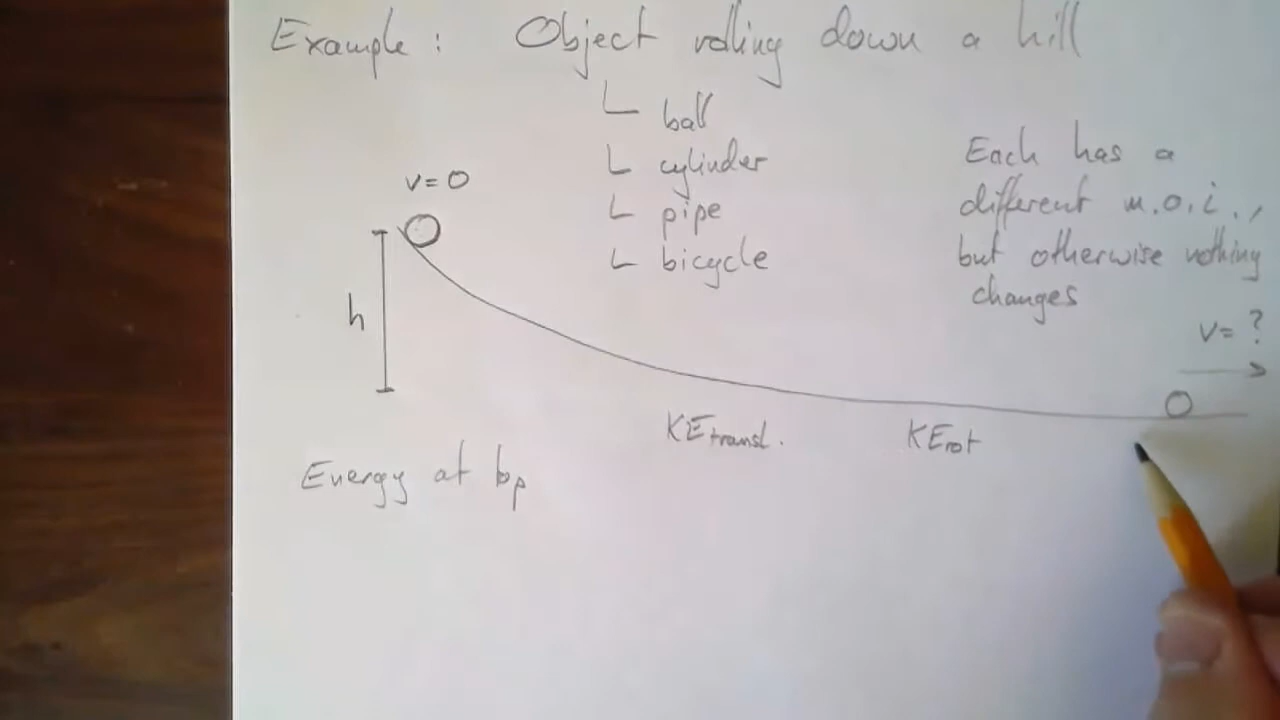 Example : Object rolling down a hill
ball
cylinder
pipe
bicycle
Each has a
different m.o.i.,
but otherwise nothing
changes
v=0
h
v= ?
KEtransl.
KErot
Energy at top